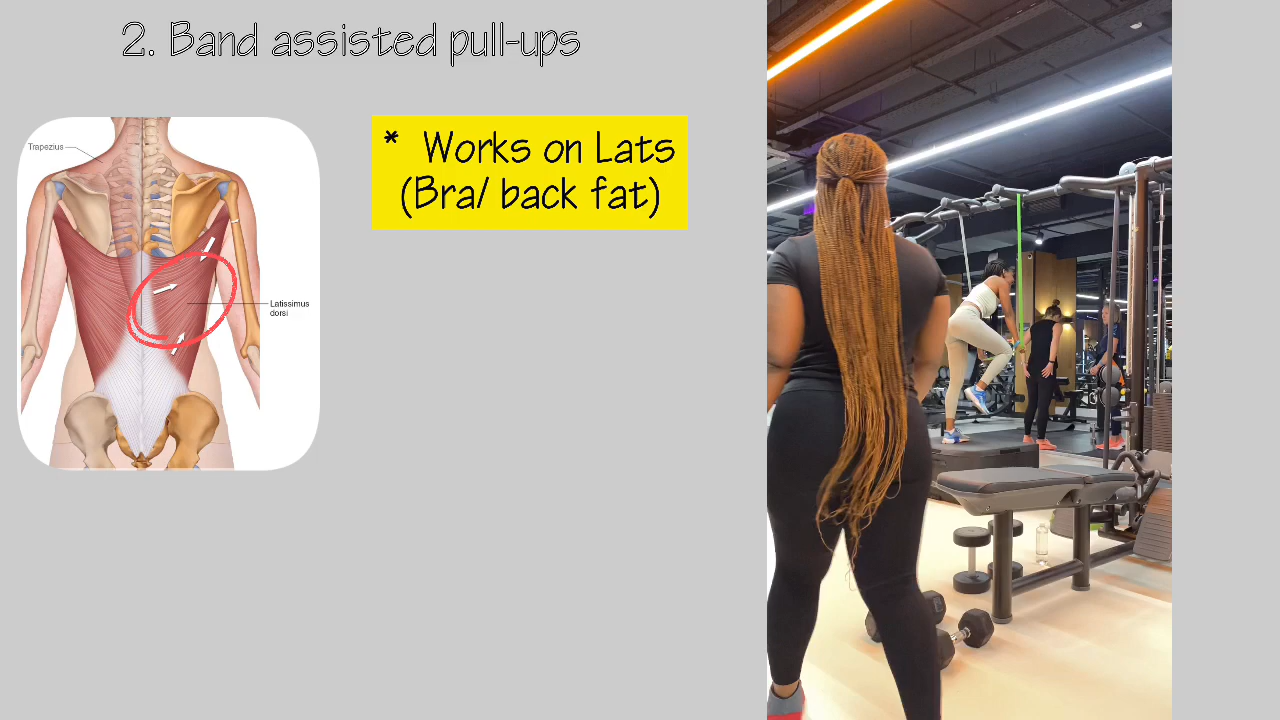 2. Band assisted pull-ups
* Works on Lats
(Bra/ back fat)
Trapezius
Latissimus
dorsi